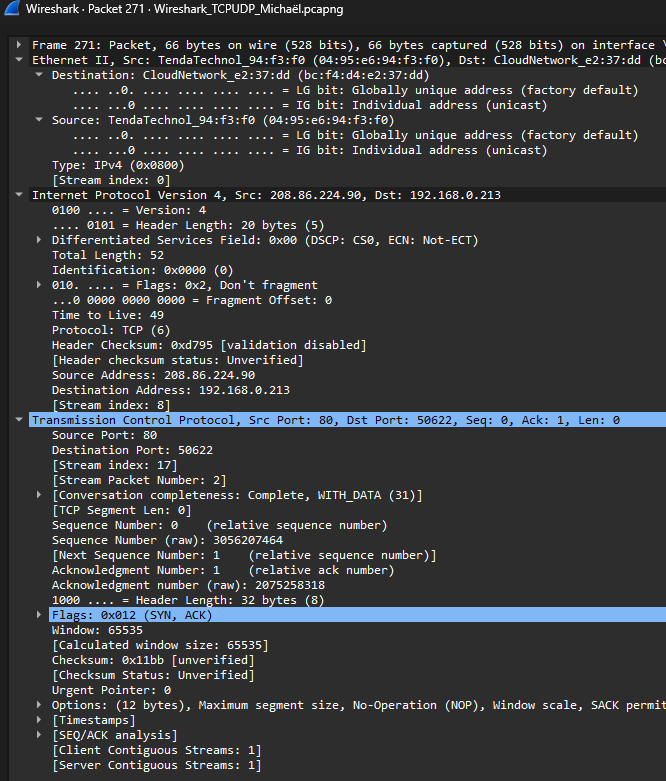 Wireshark · Packet 271 · Wireshark_TCPUDP_Michaël.pcapng
Frame 271: Packet, 66 bytes on wire (528 bits), 66 bytes captured (528 bits) on interface \
Ethernet II, Src: TendaTechnol_94:f3:f0 (04:95:e6:94:f3:f0), Dst: CloudNetwork_e2:37:dd (bc
Destination: CloudNetwork_e2:37:dd (bc:f4:d4:e2:37:dd)
.... ..0. .... .... .... .... = LG bit: Globally unique address (factory default)
.... ...0 .... .... .... .... = IG bit: Individual address (unicast)
Source: TendaTechnol_94:f3:f0 (04:95:e6:94:f3:f0)
.... ..0. .... .... .... .... = LG bit: Globally unique address (factory default)
.... ...0 .... .... .... .... = IG bit: Individual address (unicast)
Type: IPv4 (0x0800)
[Stream index: 0]
Internet Protocol Version 4, Src: 208.86.224.90, Dst: 192.168.0.213
0100 .... = Version: 4
.... 0101 = Header Length: 20 bytes (5)
Differentiated Services Field: 0x00 (DSCP: CS0, ECN: Not-ECT)
Total Length: 52
Identification: 0x0000 (0)
010. .... = Flags: 0x2, Don't fragment
...0 0000 0000 0000 = Fragment Offset: 0
Time to Live: 49
Protocol: TCP (6)
Header Checksum: 0xd795 [validation disabled]
[Header checksum status: Unverified]
Source Address: 208.86.224.90
Destination Address: 192.168.0.213
[Stream index: 8]
Transmission Control Protocol, Src Port: 80, Dst Port: 50622, Seq: 0, Ack: 1, Len: 0
Source Port: 80
Destination Port: 50622
[Stream index: 17]
[Stream Packet Number: 2]
[Conversation completeness: Complete, WITH_DATA (31)]
[TCP Segment Len: 0]
Sequence Number: 0    (relative sequence number)
Sequence Number (raw): 3056207464
[Next Sequence Number: 1    (relative sequence number)]
Acknowledgment Number: 1    (relative ack number)
Acknowledgment number (raw): 2075258318
1000 .... = Header Length: 32 bytes (8)
Flags: 0x012 (SYN, ACK)
Window: 65535
[Calculated window size: 65535]
Checksum: 0x11bb [unverified]
[Checksum Status: Unverified]
Urgent Pointer: 0
Options: (12 bytes), Maximum segment size, No-Operation (NOP), Window scale, SACK permit
[Timestamps]
[SEQ/ACK analysis]
[Client Contiguous Streams: 1]
[Server Contiguous Streams: 1]